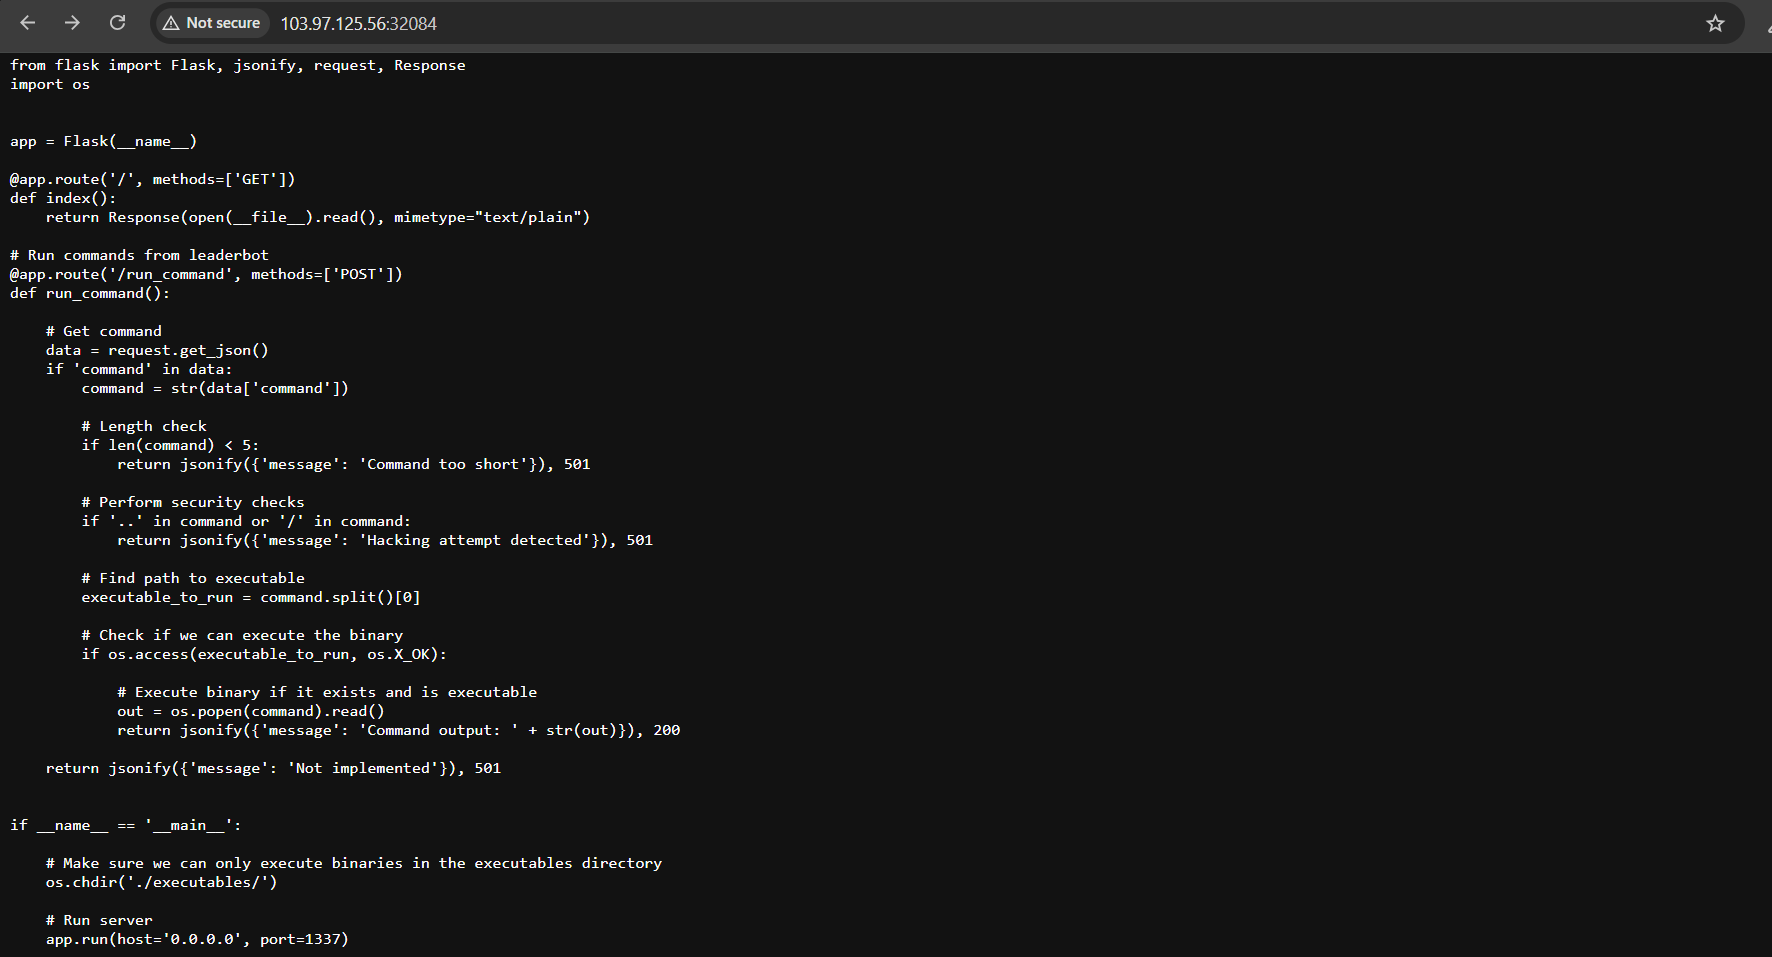 Not secure 103.97.125.56:32084
from flask import Flask, jsonify, request, Response
import os
app = Flask(__name__)
@app.route('/', methods=['GET'])
def index():
    return Response(open(__file__).read(), mimetype="text/plain")
# Run commands from leaderbot
@app.route('/run_command', methods=['POST'])
def run_command():
    # Get command
    data = request.get_json()
    if 'command' in data:
        command = str(data['command'])
        # Length check
        if len(command) < 5:
            return jsonify({'message': 'Command too short'}), 501
        # Perform security checks
        if '..' in command or '/' in command:
            return jsonify({'message': 'Hacking attempt detected'}), 501
        # Find path to executable
        executable_to_run = command.split()[0]
        # Check if we can execute the binary
        if os.access(executable_to_run, os.X_OK):
            # Execute binary if it exists and is executable
            out = os.popen(command).read()
            return jsonify({'message': 'Command output: ' + str(out)}), 200
    return jsonify({'message': 'Not implemented'}), 501
if __name__ == '__main__':
    # Make sure we can only execute binaries in the executables directory
    os.chdir('./executables/')
    # Run server
    app.run(host='0.0.0.0', port=1337)